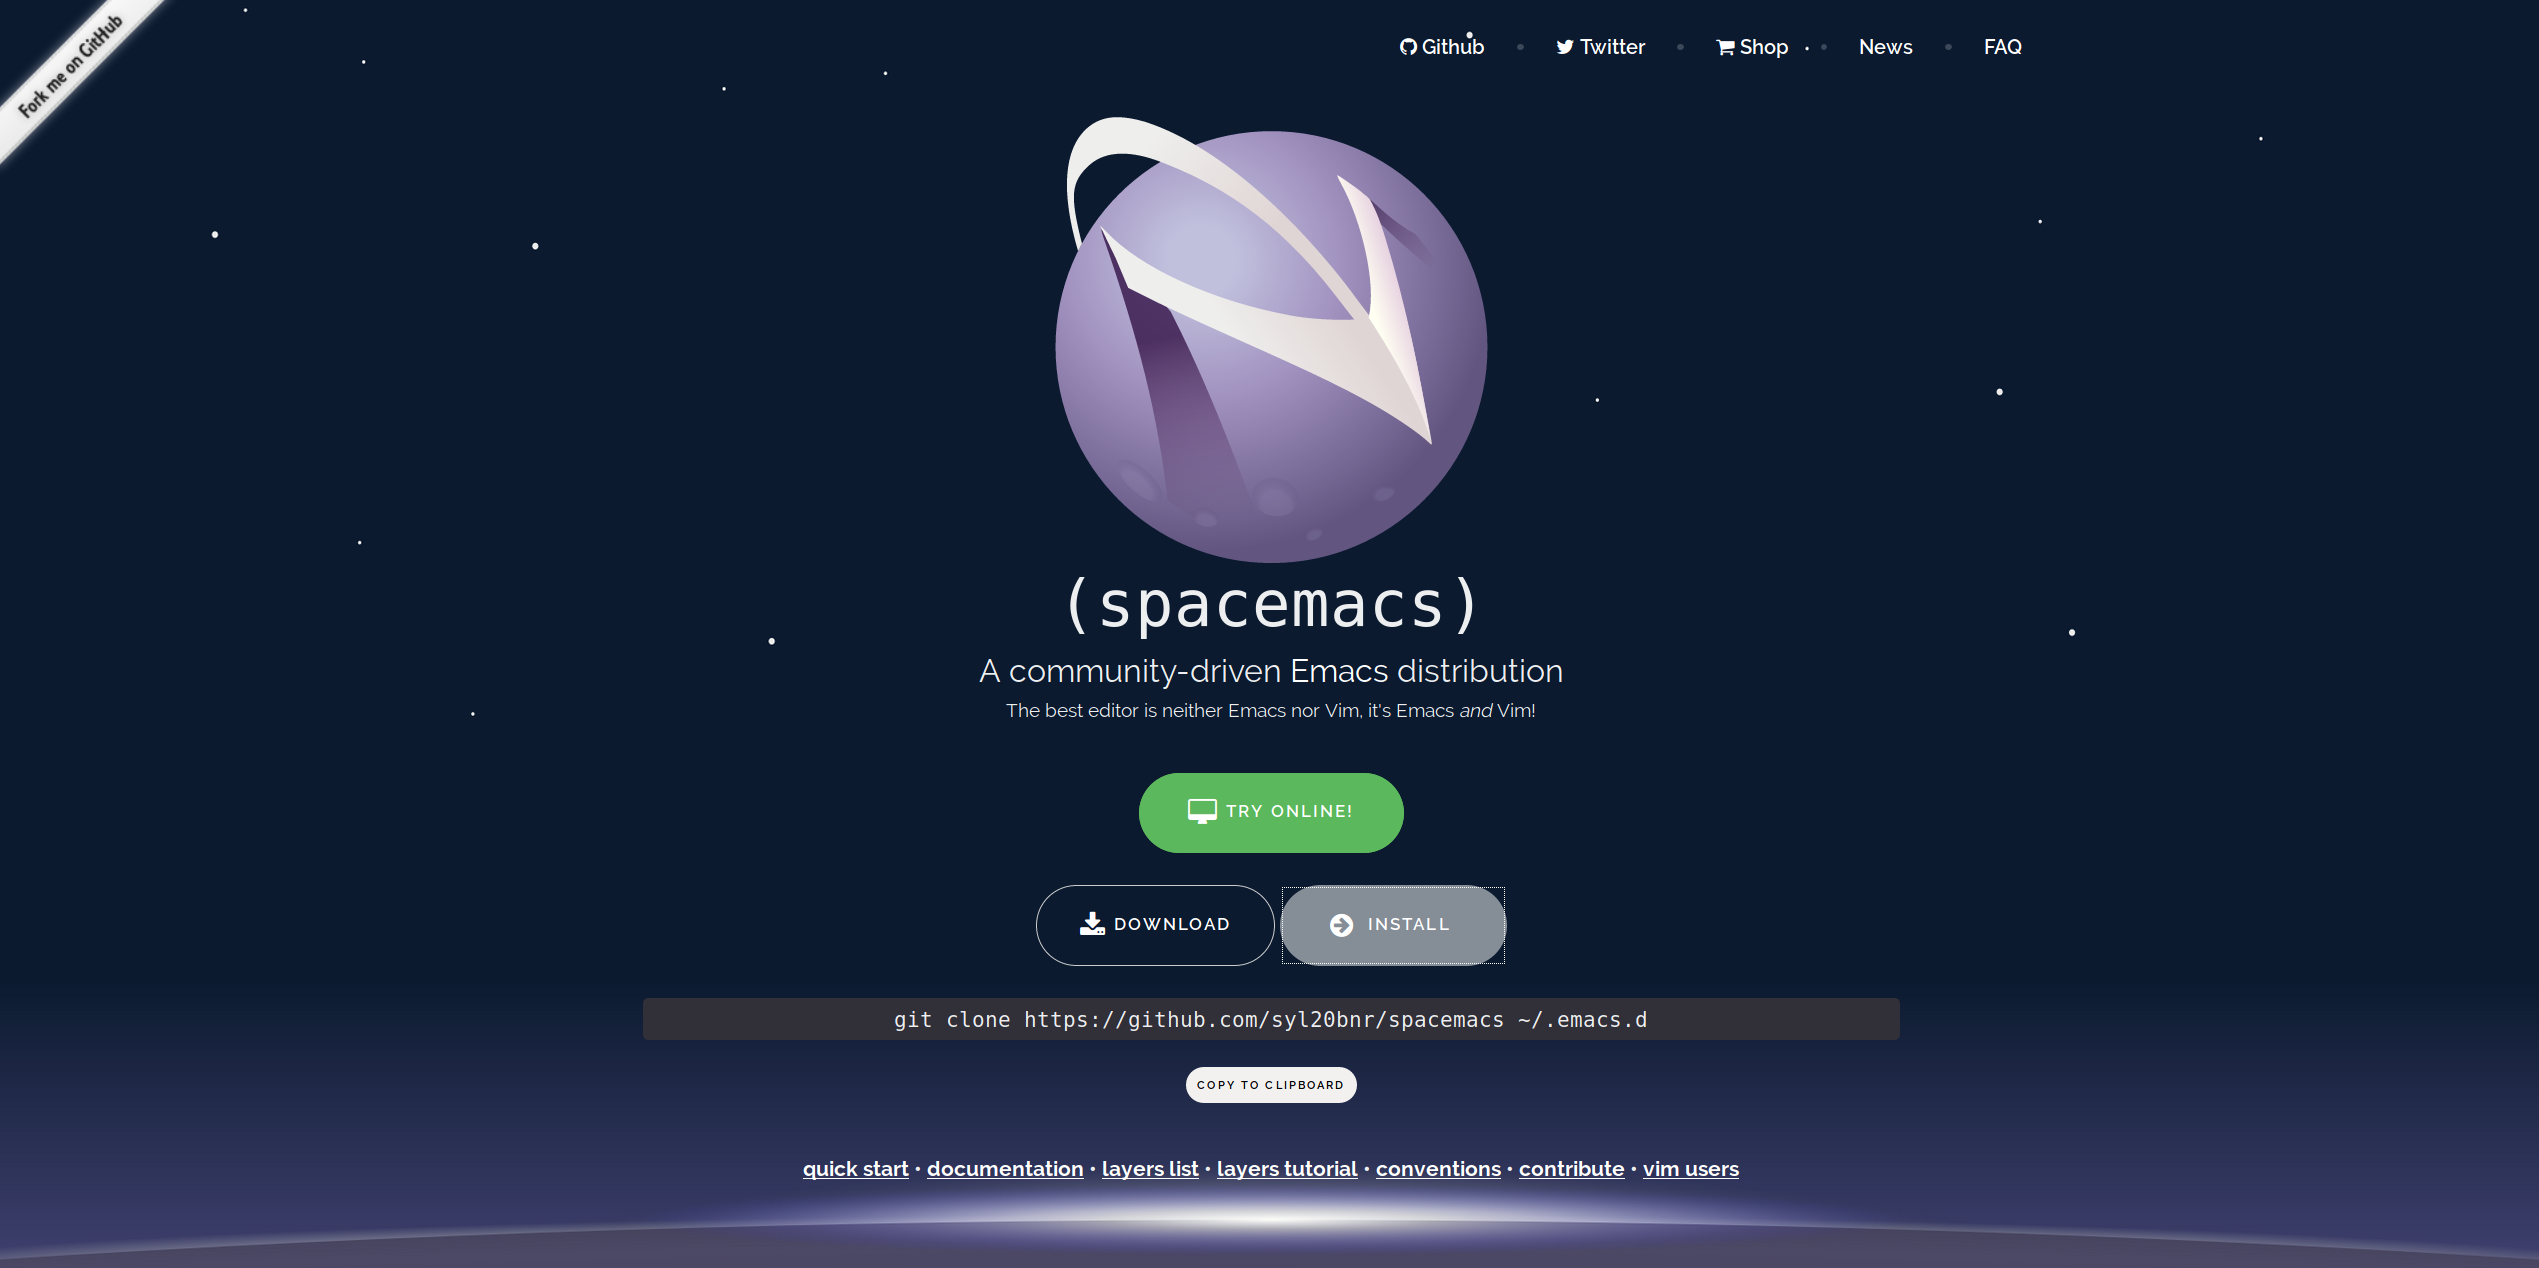 Fork me on GitHub
Github • Twitter • Shop • News • FAQ
(spacemacs)
A community-driven Emacs distribution
The best editor is neither Emacs nor Vim, it's Emacs and Vim!
TRY ONLINE!
DOWNLOAD INSTALL
git clone https://github.com/syl20bnr/spacemacs ~/.emacs.d
COPY TO CLIPBOARD
quick start • documentation • layers list • layers tutorial • conventions • contribute • vim users